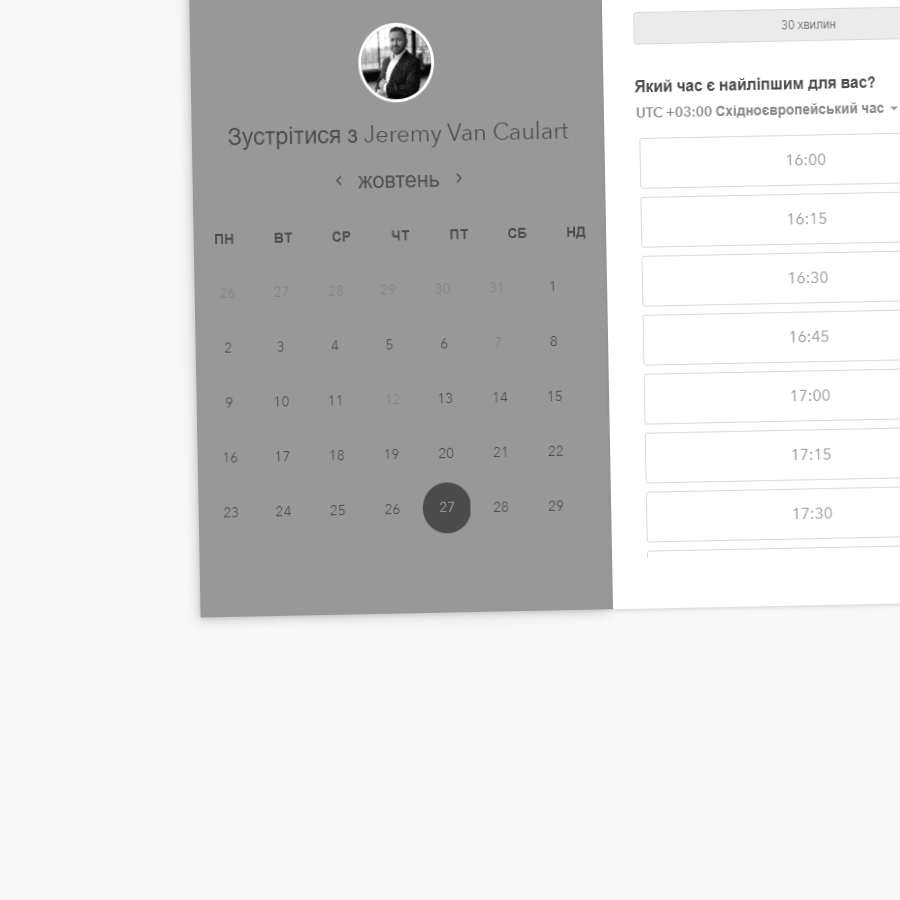 Зустрітися з Jeremy Van Caulart
жовтень
ПН ВТ СР ЧТ ПТ СБ НД
26 27 28 29 30 31 1
2 3 4 5 6 7 8
9 10 11 12 13 14 15
16 17 18 19 20 21 22
23 24 25 26 27 28 29
30 хвилин
Який час є найліпшим для вас?
UTC +03:00 Східноєвропейський час
16:00
16:15
16:30
16:45
17:00
17:15
17:30